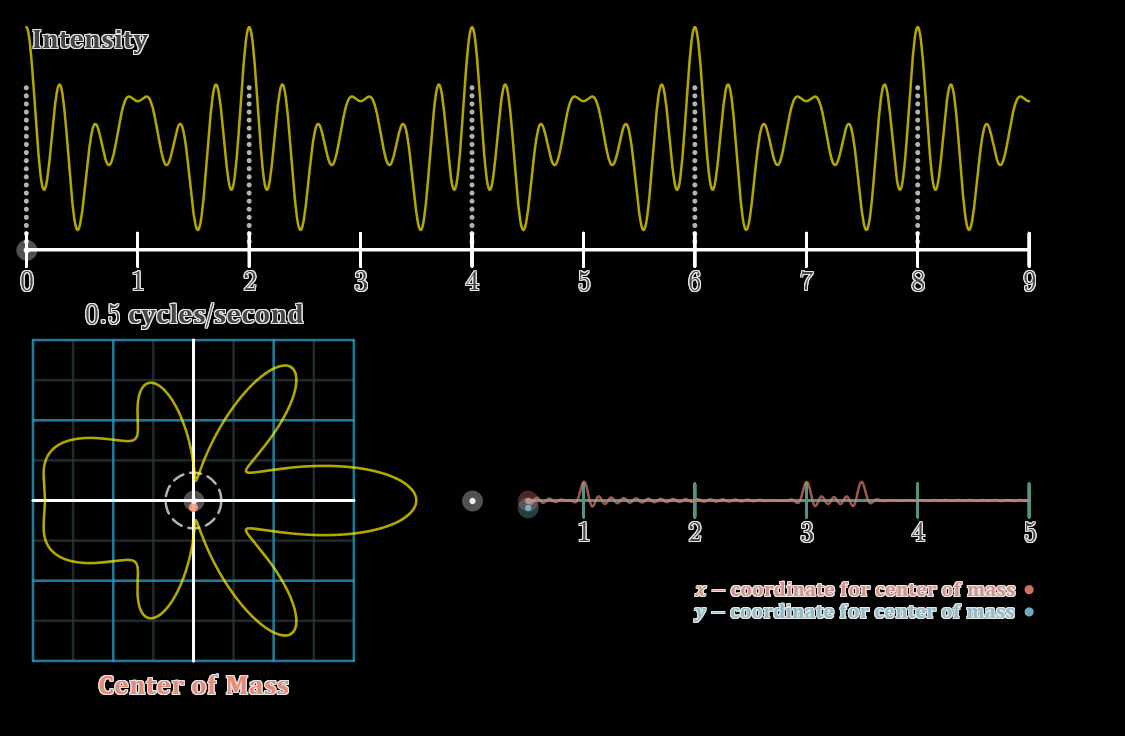 Intensity
0 1 2 3 4 5 6 7 8 9
0.5 cycles/second
1 2 3 4 5
x – coordinate for center of mass
y – coordinate for center of mass
Center of Mass